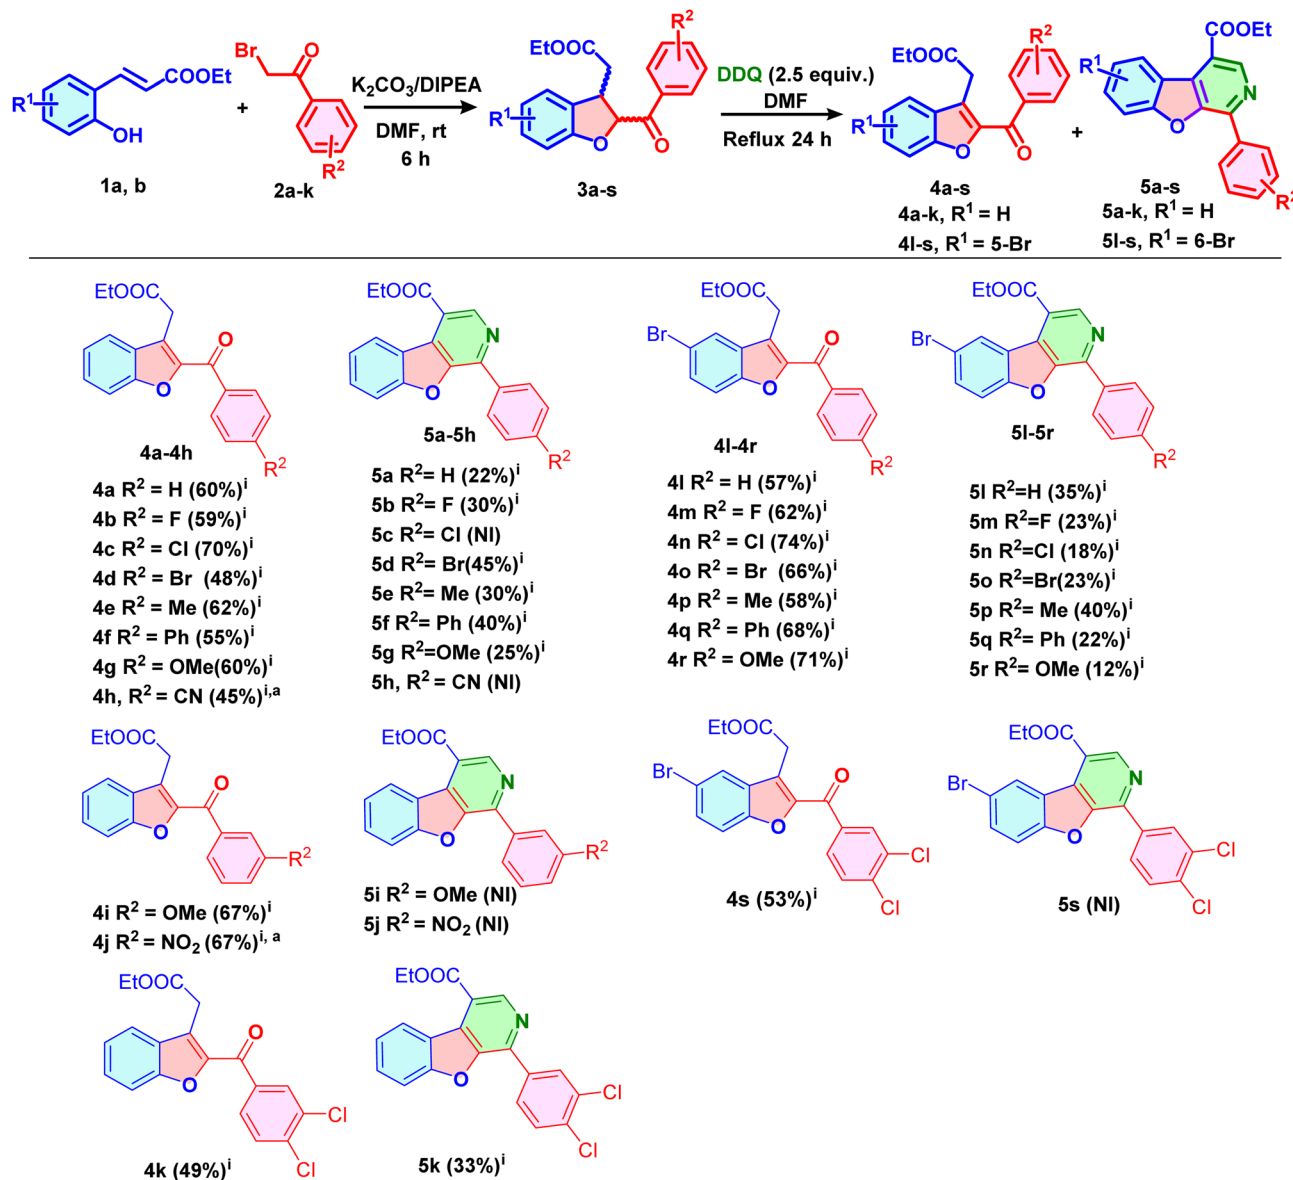 EtOOC
R²
Br
O
COOEt
+
R¹
OH
R²
K₂CO₃/DIPEA
DMF, rt
6 h
R¹
O
O
DDQ (2.5 equiv.)
DMF
Reflux 24 h
EtOOC
R²
R¹
O
O
+
COOEt
R¹
N
O
R²
1a, b
2a-k
3a-s
4a-s
4a-k, R¹ = H
4l-s, R¹ = 5-Br
5a-s
5a-k, R¹ = H
5l-s, R¹ = 6-Br
EtOOC
O
O
R²
4a-4h
4a R² = H (60%)ⁱ
4b R² = F (59%)ⁱ
4c R² = Cl (70%)ⁱ
4d R² = Br (48%)ⁱ
4e R² = Me (62%)ⁱ
4f R² = Ph (55%)ⁱ
4g R² = OMe(60%)ⁱ
4h, R² = CN (45%)ⁱ,ᵃ
EtOOC
N
O
R²
5a-5h
5a R²= H (22%)ⁱ
5b R²= F (30%)ⁱ
5c R²= Cl (NI)
5d R²= Br(45%)ⁱ
5e R²= Me (30%)ⁱ
5f R²= Ph (40%)ⁱ
5g R²=OMe (25%)ⁱ
5h, R²= CN (NI)
EtOOC
Br
O
O
R²
4l-4r
4l R² = H (57%)ⁱ
4m R² = F (62%)ⁱ
4n R² = Cl (74%)ⁱ
4o R² = Br (66%)ⁱ
4p R² = Me (58%)ⁱ
4q R² = Ph (68%)ⁱ
4r R² = OMe (71%)ⁱ
EtOOC
Br
N
O
R²
5l-5r
5l R²=H (35%)ⁱ
5m R²=F (23%)ⁱ
5n R²=Cl (18%)ⁱ
5o R²=Br(23%)ⁱ
5p R²= Me (40%)ⁱ
5q R²= Ph (22%)ⁱ
5r R²= OMe (12%)ⁱ
EtOOC
O
O
R²
4i R² = OMe (67%)ⁱ
4j R² = NO₂ (67%)ⁱ, ᵃ
EtOOC
N
O
R²
5i R² = OMe (NI)
5j R² = NO₂ (NI)
EtOOC
Br
O
O
Cl
Cl
4s (53%)ⁱ
EtOOC
Br
N
O
Cl
Cl
5s (NI)
EtOOC
O
O
Cl
Cl
4k (49%)ⁱ
EtOOC
N
O
Cl
Cl
5k (33%)ⁱ